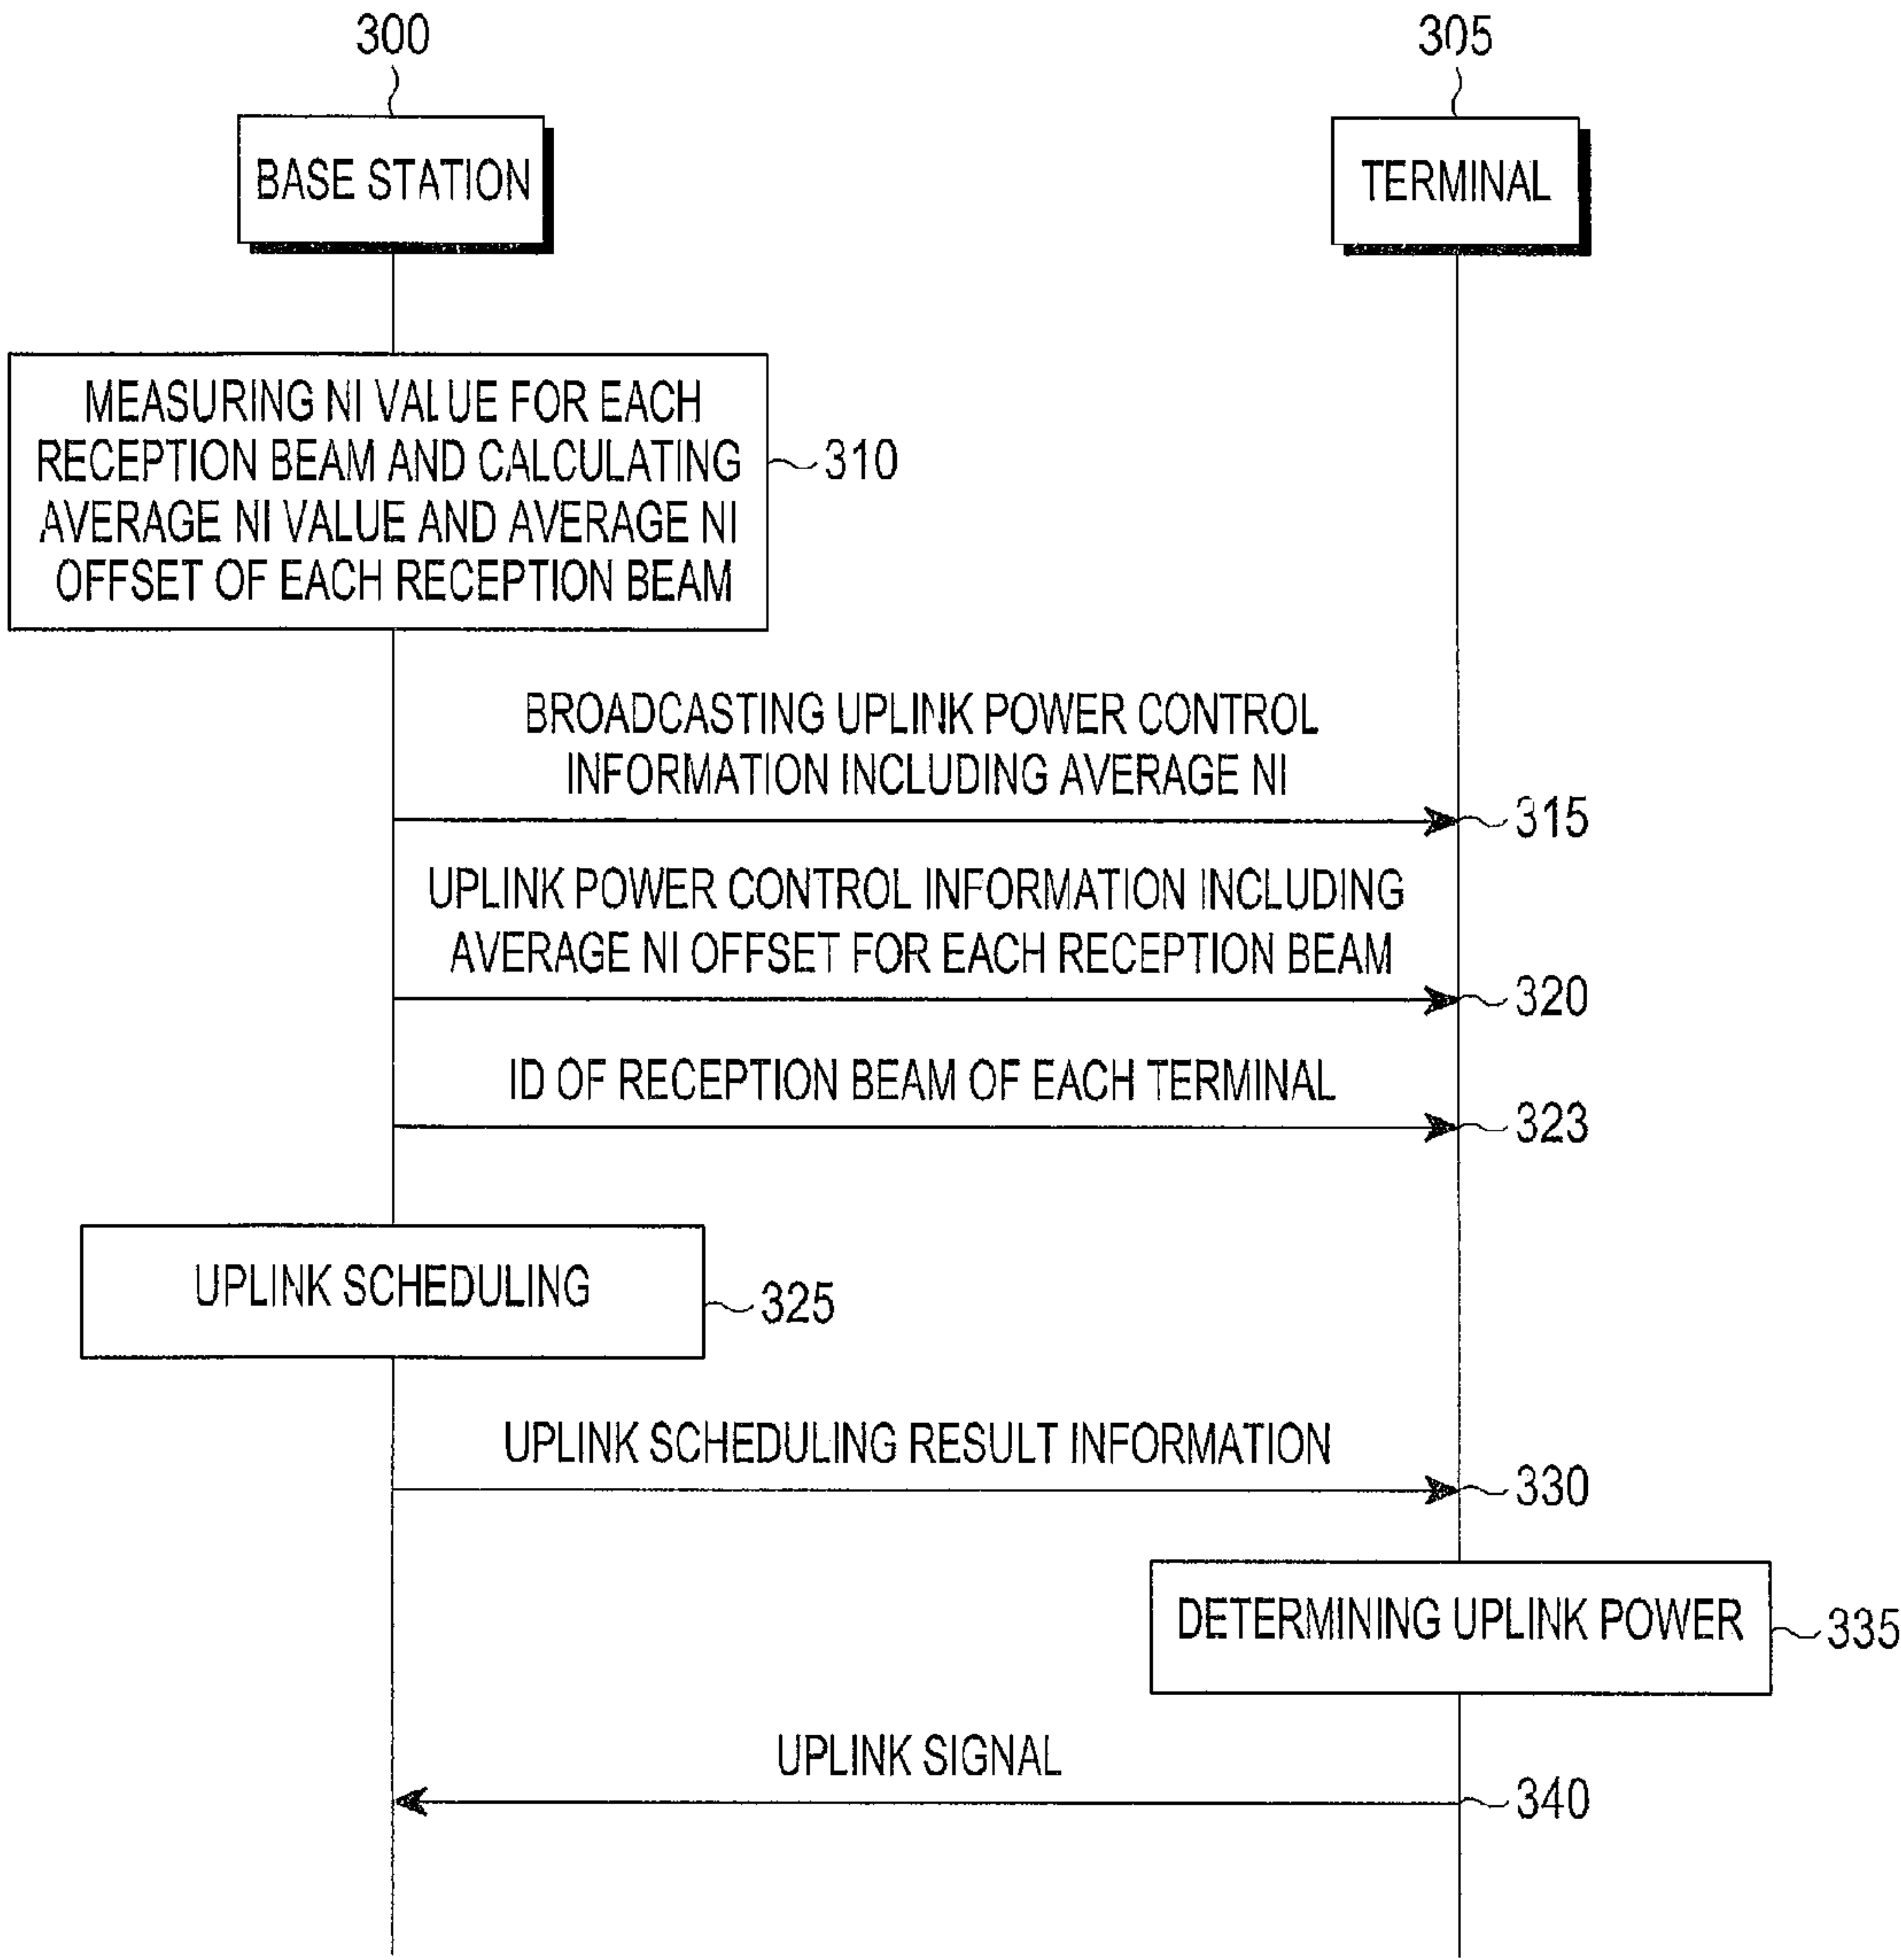 300
305
BASE STATION
TERMINAL
MEASURING NI VALUE FOR EACH
RECEPTION BEAM AND CALCULATING
AVERAGE NI VALUE AND AVERAGE NI
OFFSET OF EACH RECEPTION BEAM
310
BROADCASTING UPLINK POWER CONTROL
INFORMATION INCLUDING AVERAGE NI
315
UPLINK POWER CONTROL INFORMATION INCLUDING
AVERAGE NI OFFSET FOR EACH RECEPTION BEAM
320
ID OF RECEPTION BEAM OF EACH TERMINAL
323
UPLINK SCHEDULING
325
UPLINK SCHEDULING RESULT INFORMATION
330
DETERMINING UPLINK POWER
335
UPLINK SIGNAL
340